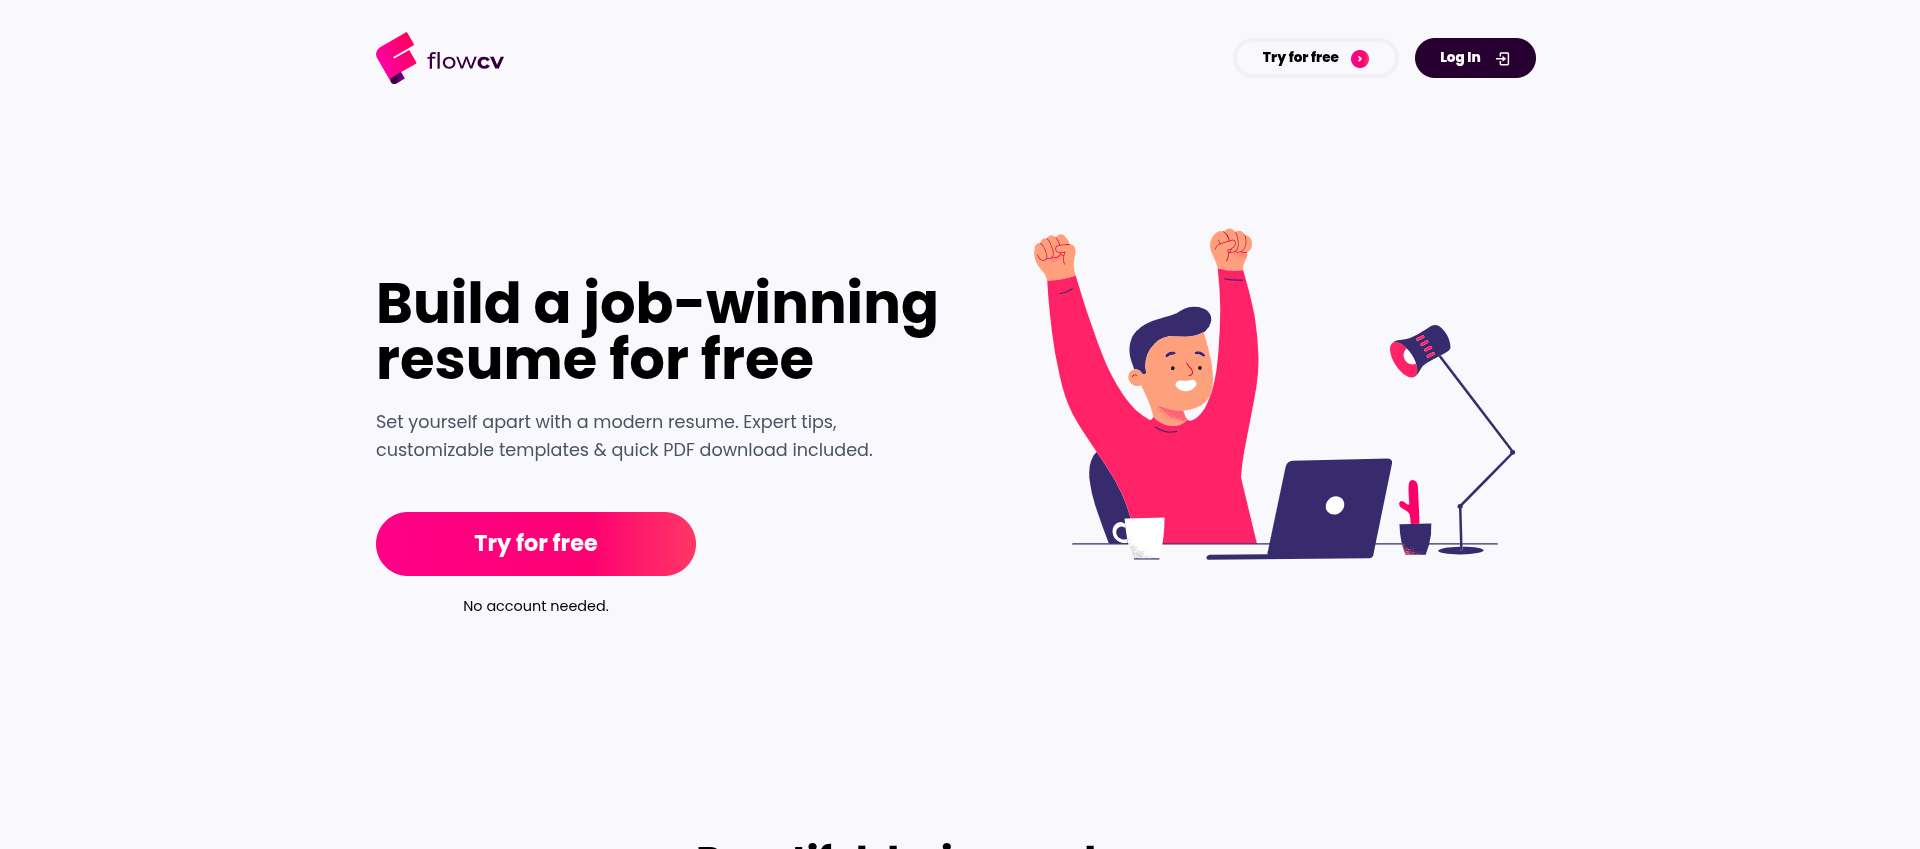 flowcv
Try for free
Log In
Build a job-winning
resume for free
Set yourself apart with a modern resume. Expert tips,
customizable templates & quick PDF download included.
Try for free
No account needed.